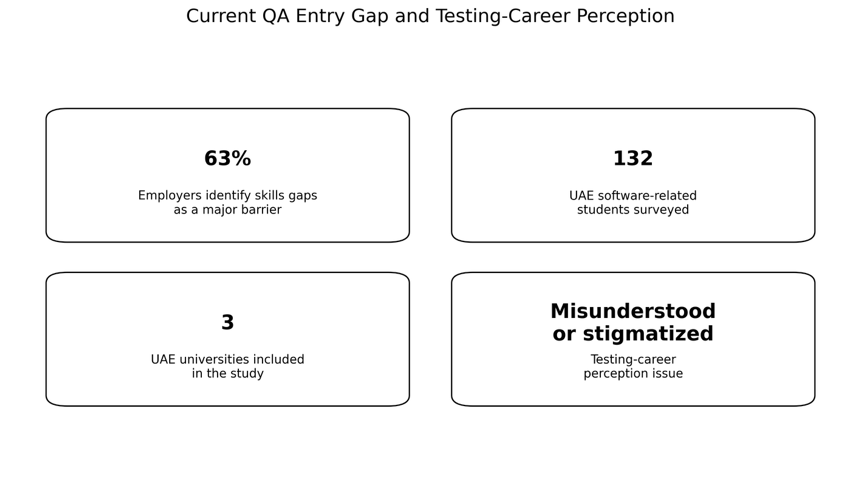 Current QA Entry Gap and Testing-Career Perception
63%
Employers identify skills gaps
as a major barrier
132
UAE software-related
students surveyed
3
UAE universities included
in the study
Misunderstood
or stigmatized
Testing-career
perception issue